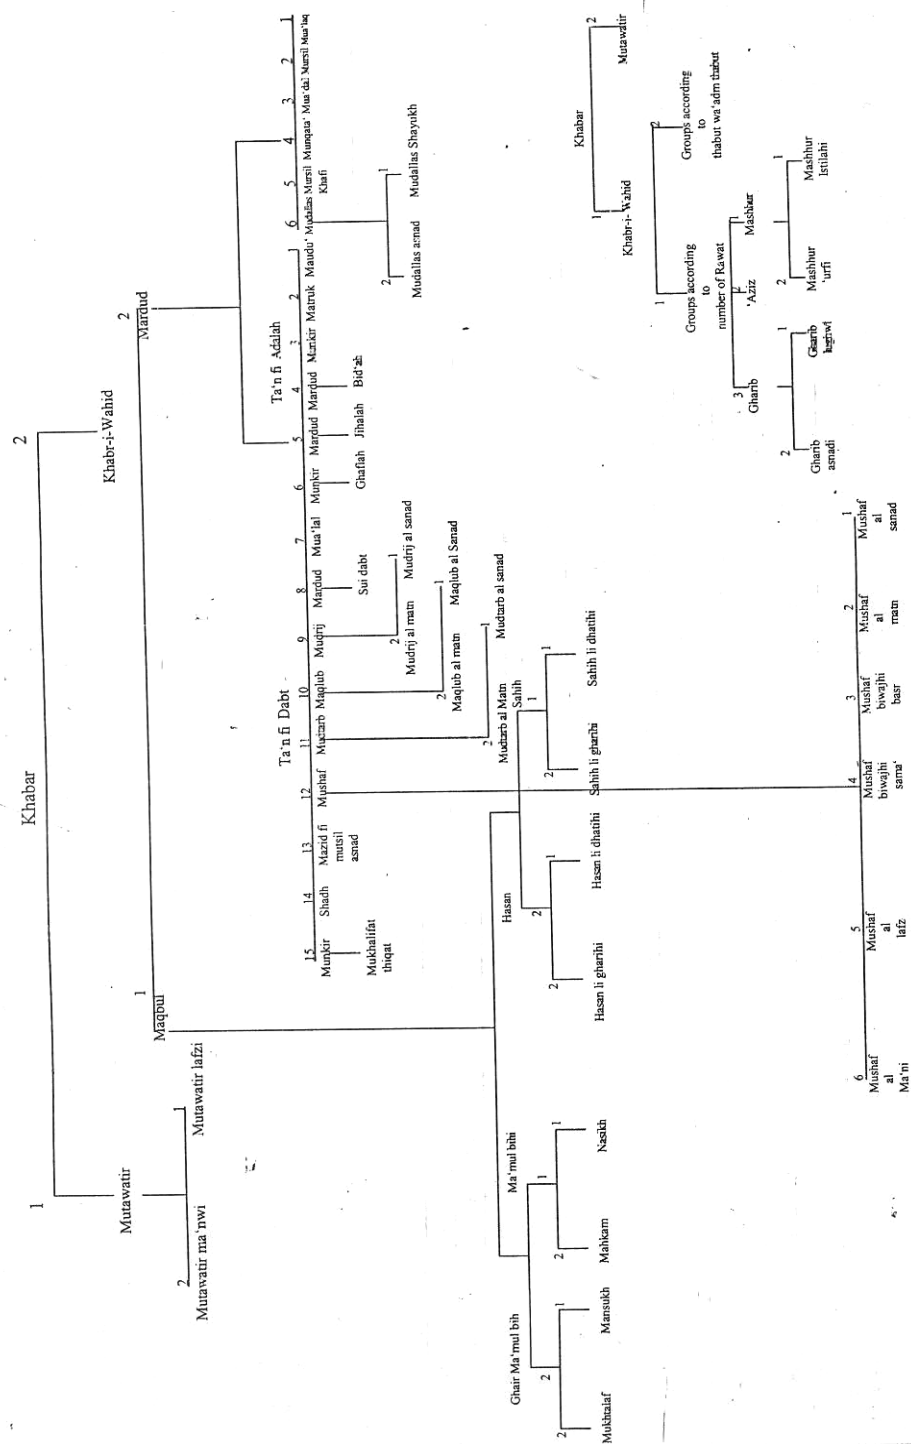 Khabar
1
2
Mutawatir
Khabr-i-Wahid
2
1
Mutawatir ma'nwi
Mutawatir lafzi
1
2
Maqbul
Mardud
Ta'n fi Dabt
Ta'n fi Adalah
15
14
13
12
11
10
9
8
7
6
5
4
3
2
1
6
5
4
3
2
1
Munkir
Shadh
Mazid fi
mutsil
asnad
Mushaf
Mudtarb
Maqlub
Mudrij
Mardud
Mua'lal
Munkir
Mardud
Mardud
Munkir
Matruk
Maudu'
Mudallas
Mursil
Khafi
Munqata'
Mua'dal
Mursil
Mua'laq
Mukhalifat
thiqat
Sui dabt
Ghaflah
Jihalah
Bid'ah
2
1
Mudallas asnad
Mudallas Shayukh
2
1
Mudrij al matn
Mudrij al sanad
2
1
Maqlub al matn
Maqlub al Sanad
2
1
Mudtarb al Matn
Mudtarb al sanad
Ghair Ma'mul bih
Ma'mul bihi
Hasan
Sahih
2
1
2
1
2
1
2
1
2
1
2
1
Mukhtalaf
Mansukh
Mahkam
Nasikh
Hasan li gharihi
Hasan li dhatihi
Sahih li gharihi
Sahih li dhatihi
6
5
4
3
2
1
Mushaf
al
Ma'ni
Mushaf
al
lafz
Mushaf
biwajhi
sama'
Mushaf
biwajhi
basr
Mushaf
al
matn
Mushaf
al
sanad
Khabar
1
2
Khabr-i- Wahid
Mutawatir
1
2
Groups according
to
number of Rawat
Groups according
to
thabut wa'adm thabut
3
2
1
Gharib
'Aziz
Mashhur
2
1
2
1
Gharib
asnadi
Gharib
Mashhur
'urfi
Mashhur
Istilahi